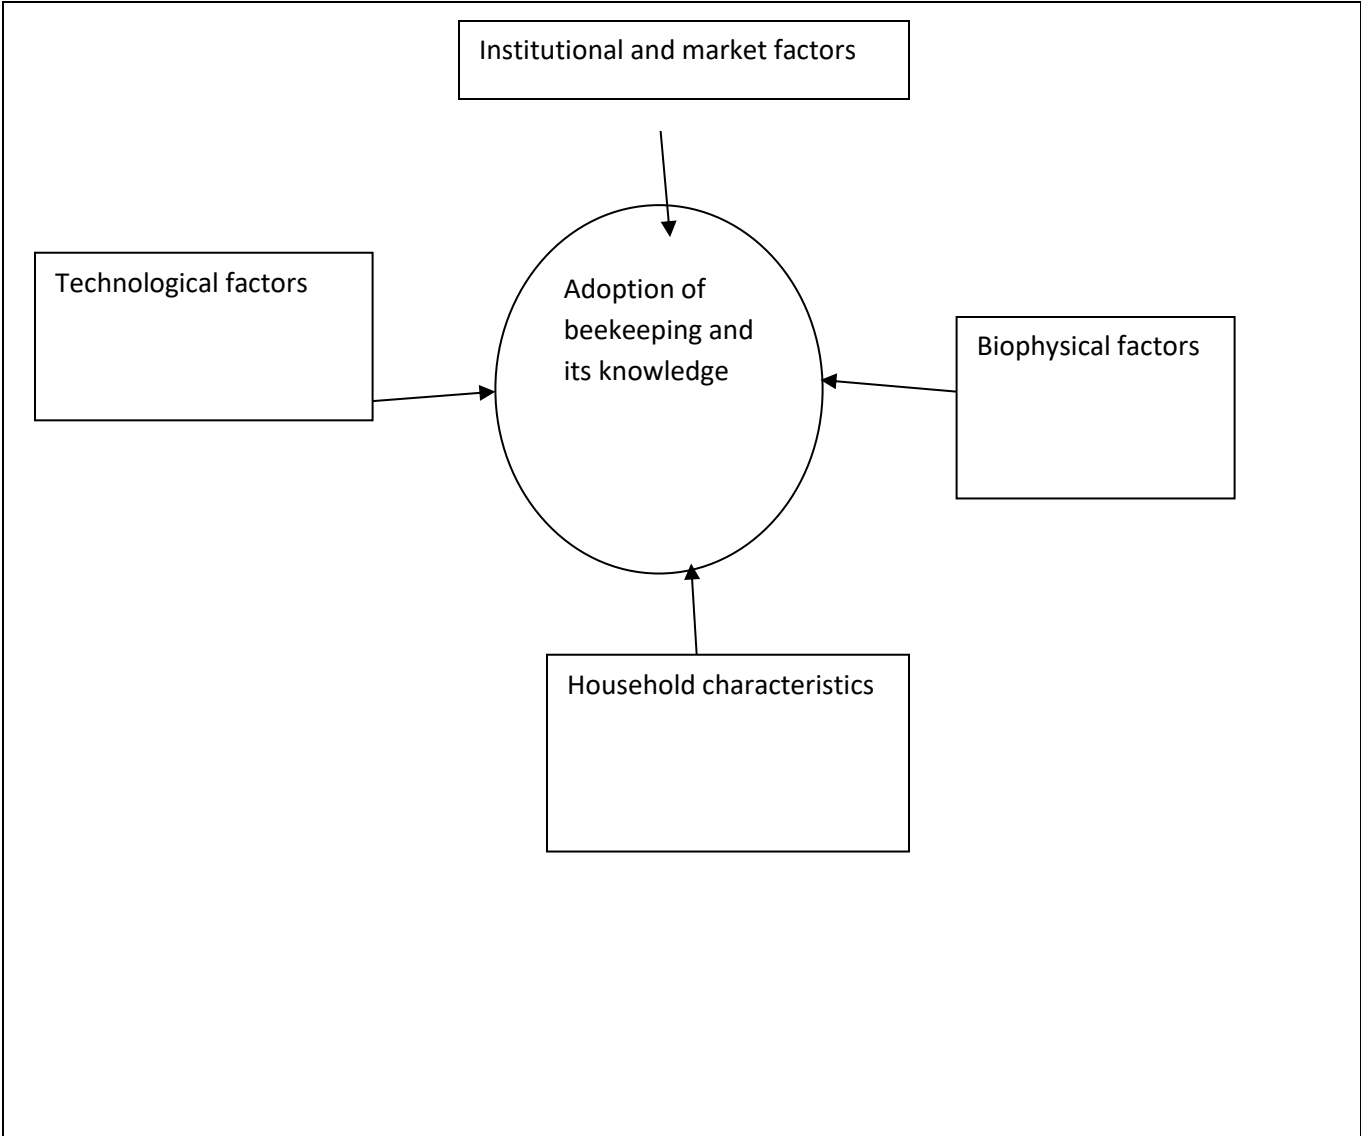 Institutional and market factors
Technological factors
Adoption of
beekeeping and
its knowledge
Biophysical factors
Household characteristics